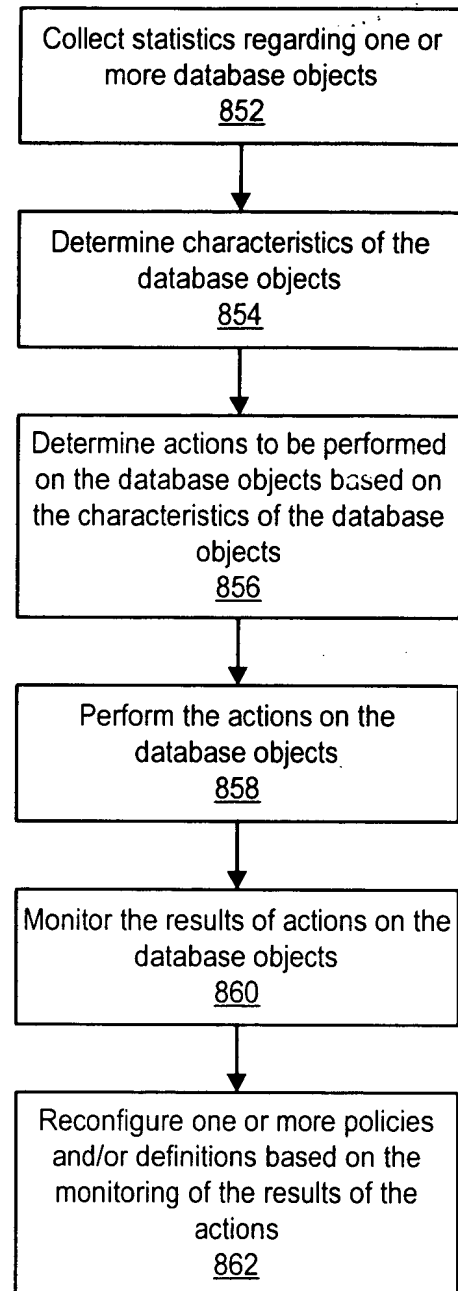 Collect statistics regarding one or
more database objects
852
Determine characteristics of the
database objects
854
Determine actions to be performed
on the database objects based on
the characteristics of the database
objects
856
Perform the actions on the
database objects
858
Monitor the results of actions on the
database objects
860
Reconfigure one or more policies
and/or definitions based on the
monitoring of the results of the
actions
862